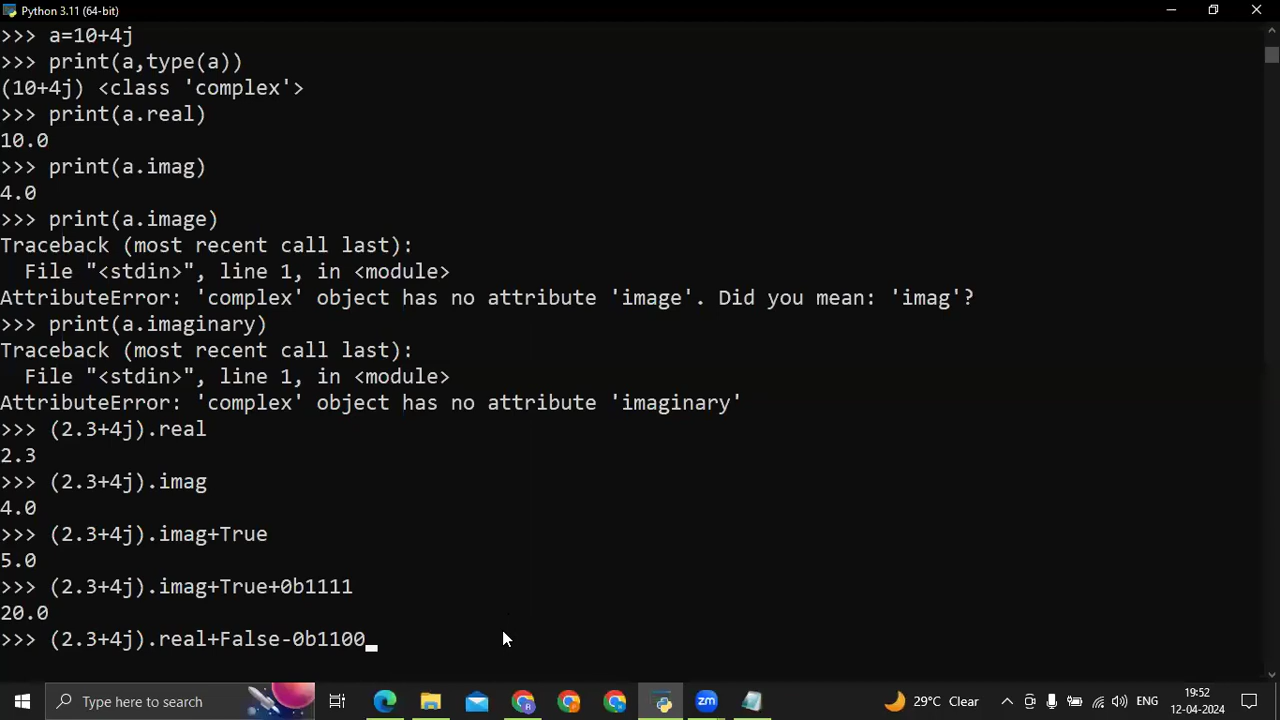 Python 3.11 (64-bit)
>>> a=10+4j
>>> print(a,type(a))
(10+4j) <class 'complex'>
>>> print(a.real)
10.0
>>> print(a.imag)
4.0
>>> print(a.image)
Traceback (most recent call last):
  File "<stdin>", line 1, in <module>
AttributeError: 'complex' object has no attribute 'image'. Did you mean: 'imag'?
>>> print(a.imaginary)
Traceback (most recent call last):
  File "<stdin>", line 1, in <module>
AttributeError: 'complex' object has no attribute 'imaginary'
>>> (2.3+4j).real
2.3
>>> (2.3+4j).imag
4.0
>>> (2.3+4j).imag+True
5.0
>>> (2.3+4j).imag+True+0b1111
20.0
>>> (2.3+4j).real+False-0b1100
Type here to search
29°C Clear
ENG
19:52
12-04-2024